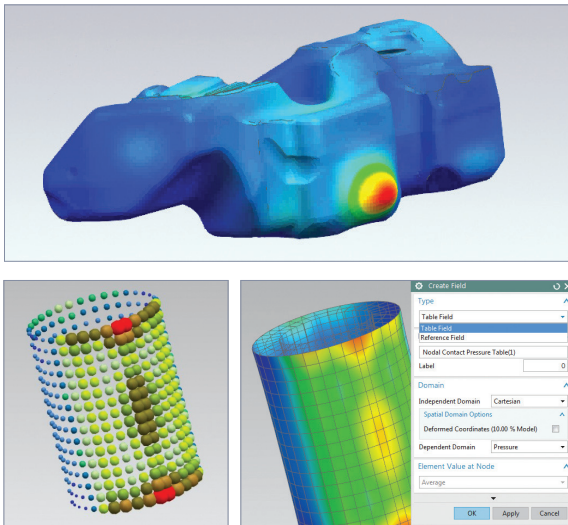 Create Field
Type
Table Field
Table Field
Reference Field
Nodal Contact Pressure Table(1)
Label 0
Domain
Independent Domain Cartesian
Spatial Domain Options
Deformed Coordinates (10.00 % Model)
Dependent Domain Pressure
Element Value at Node
Average
OK Apply Cancel